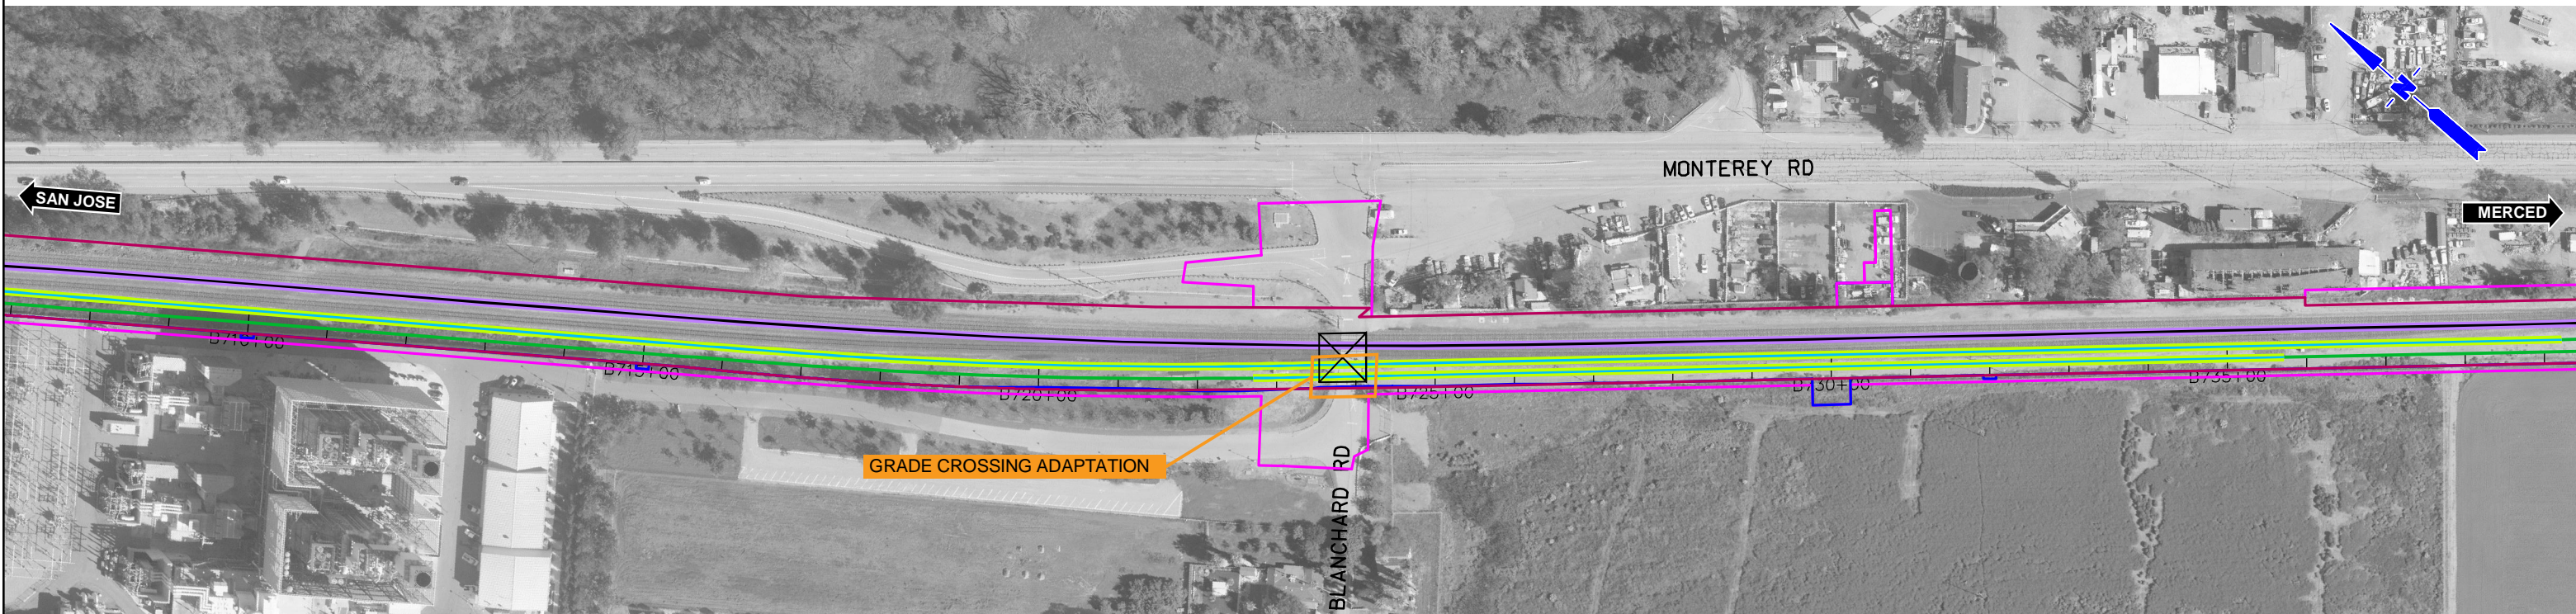 N
MONTEREY RD
SAN JOSE
MERCED
B710+00
B715+00
B720+00
B725+00
B730+00
B735+00
GRADE CROSSING ADAPTATION
BLANCHARD RD